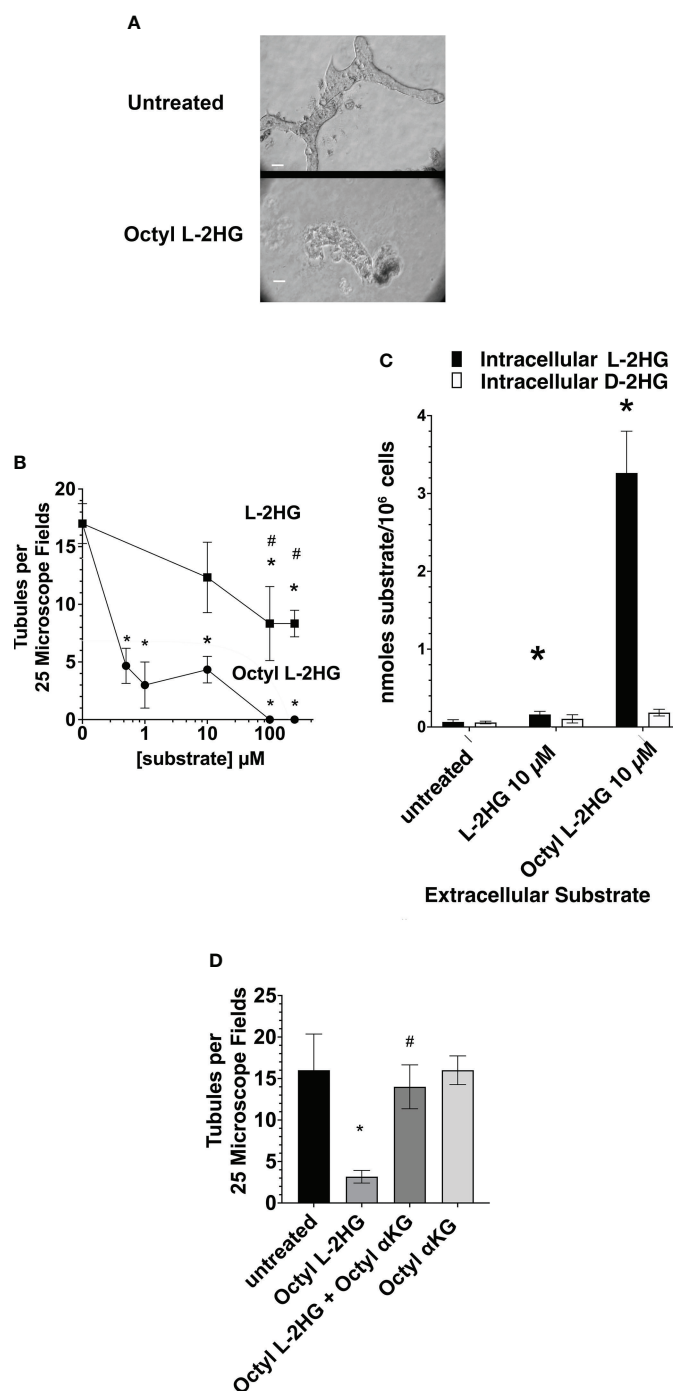 A
Untreated
Octyl L-2HG
B
Tubules per
25 Microscope Fields
20
15
10
5
0
L-2HG
#
*
#
*
*
*
*
Octyl L-2HG
*
*
0
1
10
100
[substrate] µM
C
Intracellular L-2HG
Intracellular D-2HG
nmoles substrate/10⁶ cells
4
3
2
1
0
*
*
untreated
L-2HG 10 µM
Octyl L-2HG 10 µM
Extracellular Substrate
D
Tubules per
25 Microscope Fields
25
20
15
10
5
0
*
#
untreated
Octyl L-2HG
Octyl L-2HG + Octyl αKG
Octyl αKG